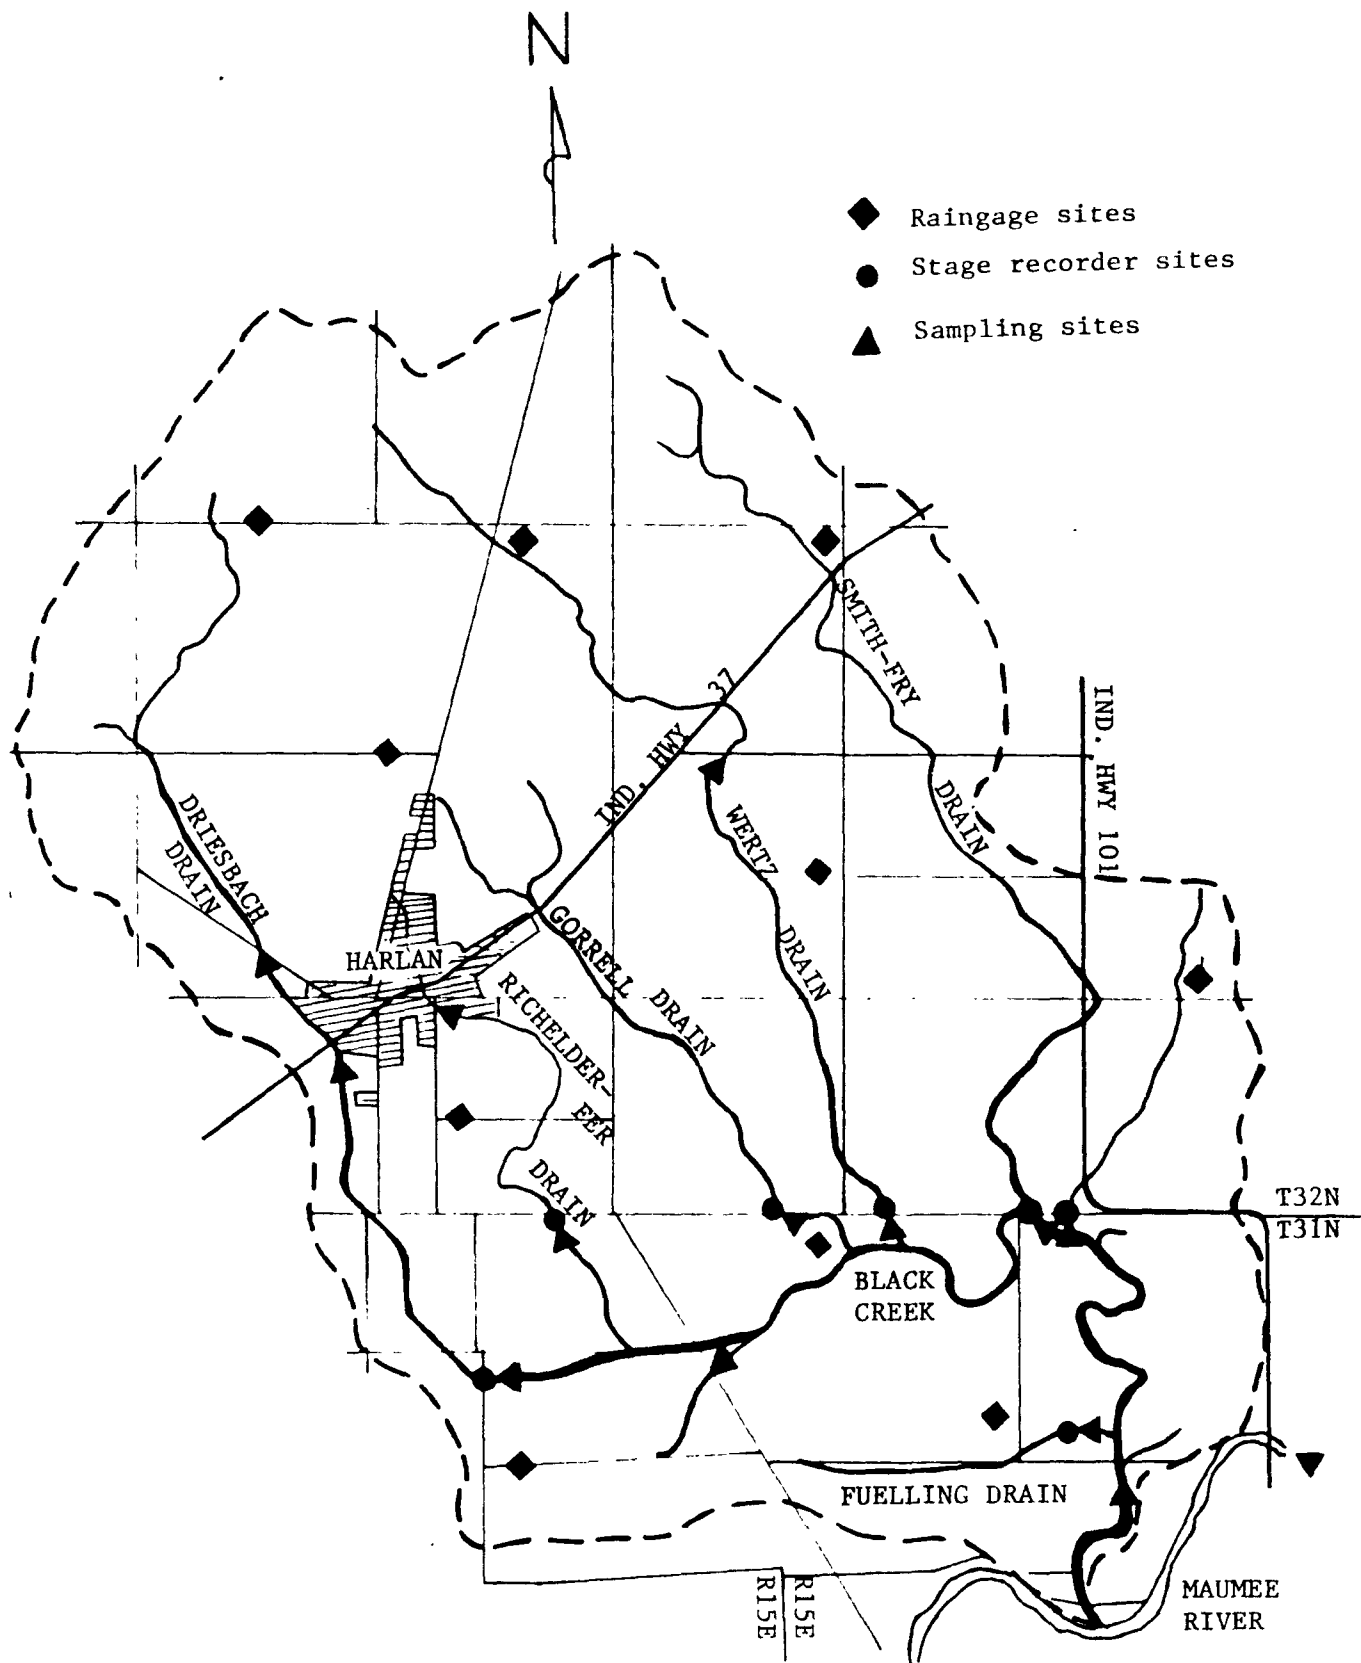 N
Raingage sites
Stage recorder sites
Sampling sites
SMITH-FRY
DRAIN
37
IND. HWY
IND. HWY 101
DRIESBACH
DRAIN
WERTZ
DRAIN
HARLAN
GORRELL DRAIN
RICHELDER-
FER
DRAIN
T32N
T31N
BLACK
CREEK
FUELLING DRAIN
R15E
R15E
MAUMEE
RIVER